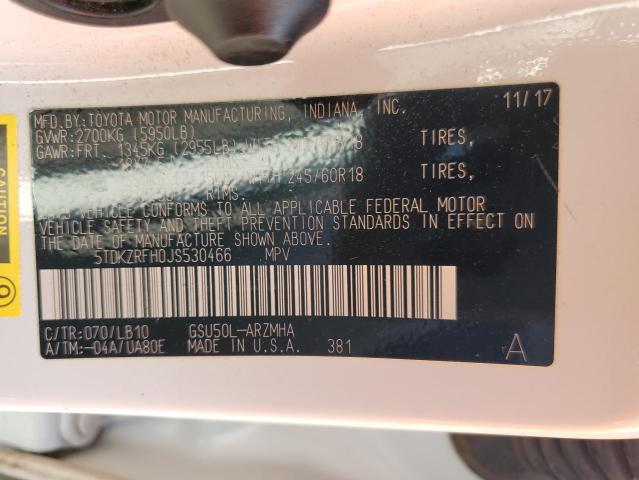 MFD.BY:TOYOTA MOTOR MANUFACTURING, INDIANA, INC. 11/17
GVWR:2700KG (5950LB)
GAWR:FRT. 1345KG (2955LB) TIRES,
245/60R18 TIRES,
RIMS.
VEHICLE CONFORMS TO ALL APPLICABLE FEDERAL MOTOR
VEHICLE SAFETY AND THEFT PREVENTION STANDARDS IN EFFECT ON
THE DATE OF MANUFACTURE SHOWN ABOVE.
5TDKZRFH0JS530466 MPV
C/TR:070/LB10 GSU50L-ARZMHA
A/TM:-04A/UA80E MADE IN U.S.A. 381 A
CAUTION